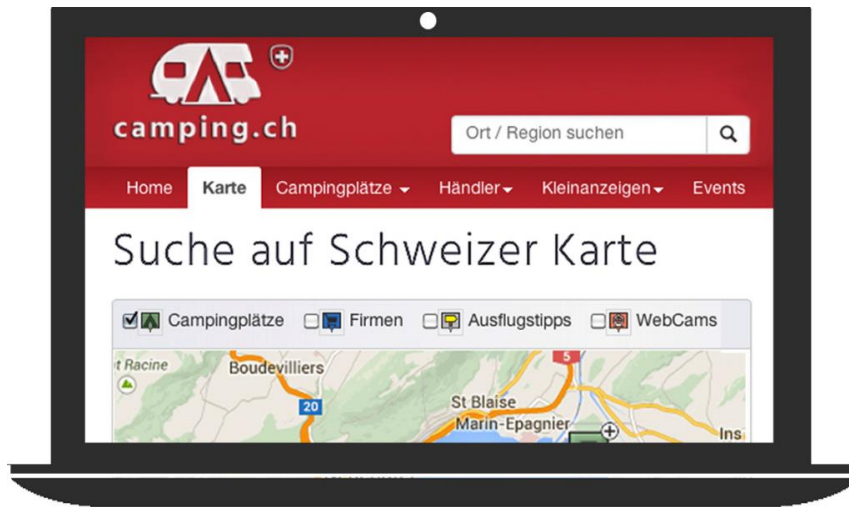 camping.ch
Ort / Region suchen
Home Karte Campingplätze Händler Kleinanzeigen Events
Suche auf Schweizer Karte
Campingplätze Firmen Ausflugstipps WebCams
t Racine
Boudevilliers
5
20
St Blaise
Marin-Epagnier
Ins